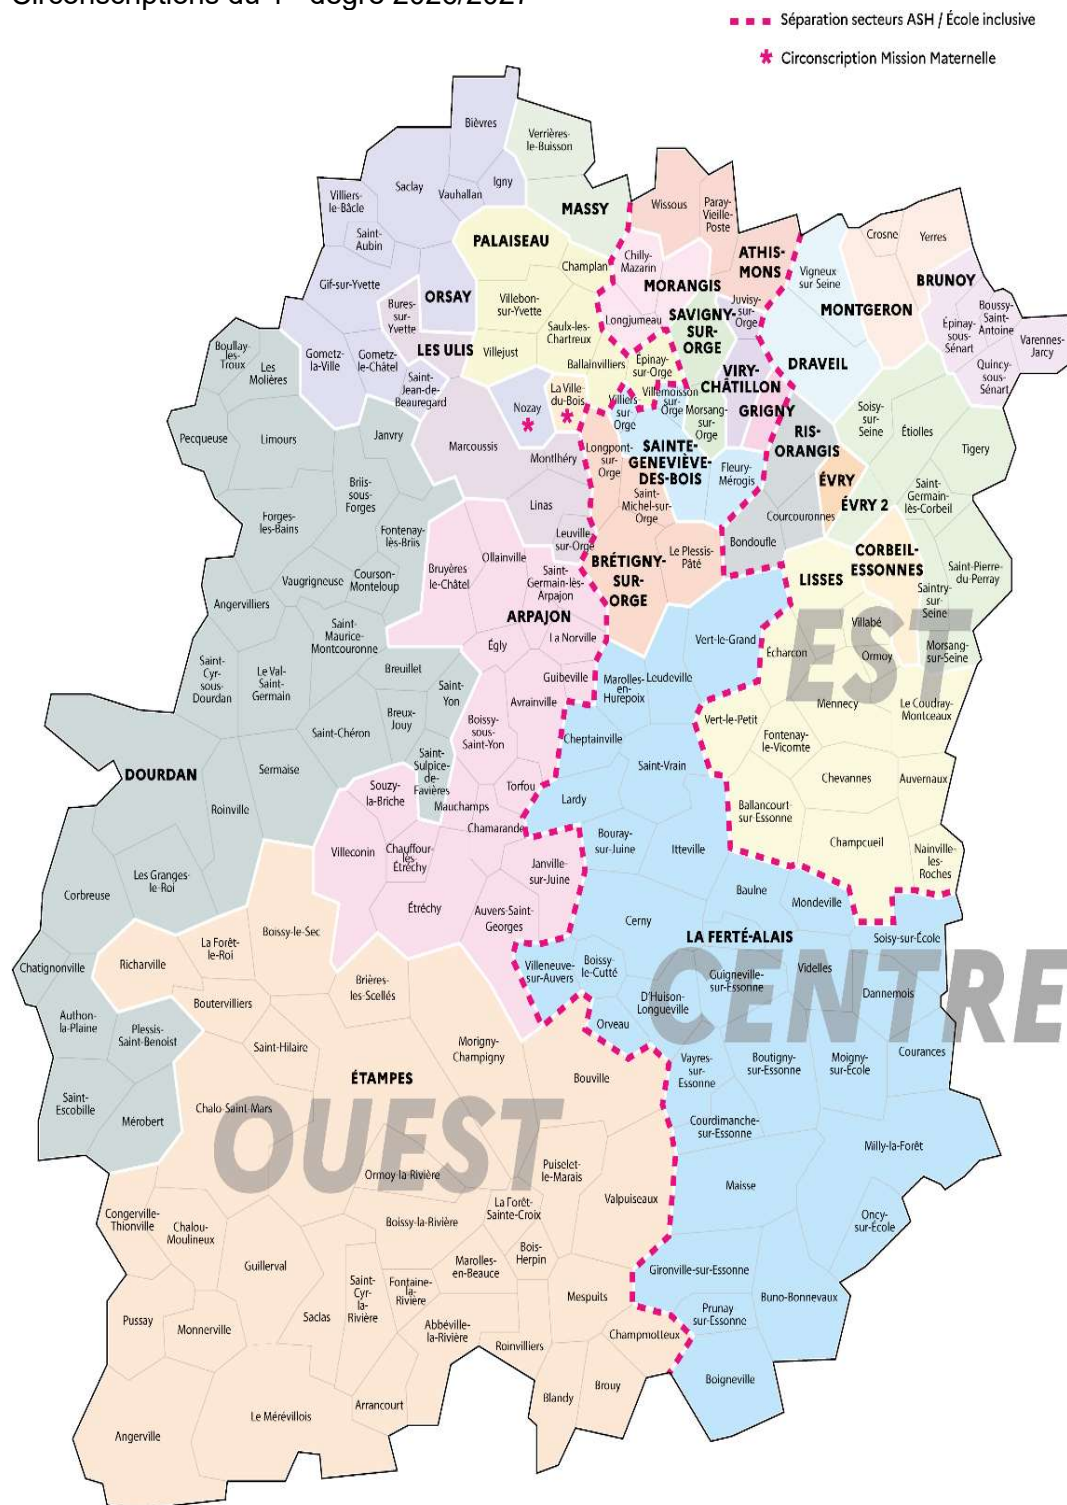 Circonscriptions du 1er degré 2026/2027
Séparation secteurs ASH / École inclusive
* Circonscription Mission Maternelle
Bièvres
Verrières-
le-Buisson
Igny
Saclay
Vauhallan
Villiers-
le-Bâcle
Saint-
Aubin
MASSY
Wissous
Paray-
Vieille-
Poste
PALAISEAU
Champlan
Chilly-
Mazarin
ATHIS-
MONS
Crosne
Yerres
Vigneux
sur Seine
BRUNOY
Gif-sur-Yvette
ORSAY
Bures-
sur-
Yvette
Villebon-
sur-Yvette
MORANGIS
Juvisy-
sur-
Orge
MONTGERON
Boussy-
Saint-
Antoine
Épinay-
sous-
Sénart
Varennes-
Jarcy
Quincy-
sous-
Sénart
Longjumeau
SAVIGNY-
SUR-
ORGE
Saulx-les-
Chartreux
LES ULIS
Villejust
Ballainvilliers
Épinay-
sur-Orge
VIRY-
CHÂTILLON
DRAVEIL
Boullay-
les-
Troux
Les
Molières
Gometz-
la-Ville
Gometz-
le-Châtel
Saint-
Jean-de-
Beauregard
Nozay
*
La Ville
du-Bois
*
Villiers-
sur-
Orge
Villemoisson
sur-
Orge
Morsang-
sur-
Orge
GRIGNY
RIS-
ORANGIS
Soisy-
sur-
Seine
Étiolles
Tigery
Pecqueuse
Limours
Janvry
Marcoussis
Montlhéry
Longpont-
sur-
Orge
SAINTE-
GENEVIÈVE-
DES-BOIS
Fleury-
Mérogis
ÉVRY
ÉVRY 2
Saint-
Germain-
lès-Corbeil
Briis-
sous-
Forges
Linas
Saint-
Michel-sur-
Orge
Courcouronnes
Forges-
les-Bains
Fontenay-
lès-Briis
Leuville
sur-Orge
Bondoufle
Le Plessis-
Pâté
BRÉTIGNY-
SUR-
ORGE
CORBEIL-
ESSONNES
LISSES
Saint-Pierre-
du-Perray
Saintry-
sur-
Seine
Ollainville
Bruyères
le-Châtel
Saint-
Germain-lès-
Arpajon
Vaugrigneuse
Courson-
Monteloup
Angervilliers
ARPAJON
La Norville
Égly
Saint-
Maurice-
Montcouronne
Vert-le-Grand
Villabé
EST
Écharcon
Ormoy
Morsang-
sur-Seine
Saint-
Cyr-
sous-
Dourdan
Le Val-
Saint-
Germain
Breuillet
Saint-
Yon
Guibeville
Avrainville
Marolles-
en-
Hurepoix
Leudeville
Mennecy
Le Coudray-
Montceaux
Breux-
Jouy
Boissy-
sous-
Saint-Yon
Saint-Chéron
Cheptainville
Vert-le-Petit
Fontenay-
le-Vicomte
DOURDAN
Sermaise
Saint-
Sulpice-
de-
Favières
Saint-Vrain
Chevannes
Auvernaux
Roinville
Souzy-
la-Briche
Mauchamps
Torfou
Lardy
Ballancourt-
sur-Essonne
Chamarande
Villeconin
Chauffour-
lès-
Étréchy
Bouray-
sur-Juine
Itteville
Champcueil
Nainville-
les-
Roches
Janville-
sur-Juine
Les Granges-
le-Roi
Corbreuse
Étréchy
Auvers-Saint-
Georges
Baulne
Mondeville
Cerny
LA FERTÉ-ALAIS
Soisy-sur-École
Boissy-le-Sec
La Forêt-
le-Roi
Richarville
Chatignonville
Villeneuve-
sur-Auvers
Boissy-
le-Cutté
Guigneville-
sur-Essonne
Videlles
CENTRE
Dannemois
Brières-
les-Scellés
Boutervilliers
D'Huison-
Longueville
Orveau
Authon-
la-Plaine
Plessis-
Saint-Benoist
Saint-Hilaire
Morigny-
Champigny
Vayres-
sur-
Essonne
Boutigny-
sur-Essonne
Moigny-
sur-École
Courances
ÉTAMPES
Bouville
Saint-
Escobille
Mérobert
Chalo-Saint-Mars
OUEST
Courdimanche-
sur-Essonne
Milly-la-Forêt
Ormoy-la-Rivière
Puiselet-
le-Marais
Valpuiseaux
Maisse
Congerville-
Thionville
Chalou-
Moulineux
Boissy-la-Rivière
La Forêt-
Sainte-Croix
Oncy-
sur-École
Guillerval
Marolles-
en-Beauce
Bois-
Herpin
Gironville-sur-Essonne
Saint-
Cyr-
la-
Rivière
Fontaine-
la-
Rivière
Mespuits
Buno-Bonnevaux
Pussay
Monnerville
Saclas
Abbéville-
la-Rivière
Roinvilliers
Champmotteux
Prunay
sur-Essonne
Blandy
Brouy
Boigneville
Arrancourt
Le Mérévillois
Angerville